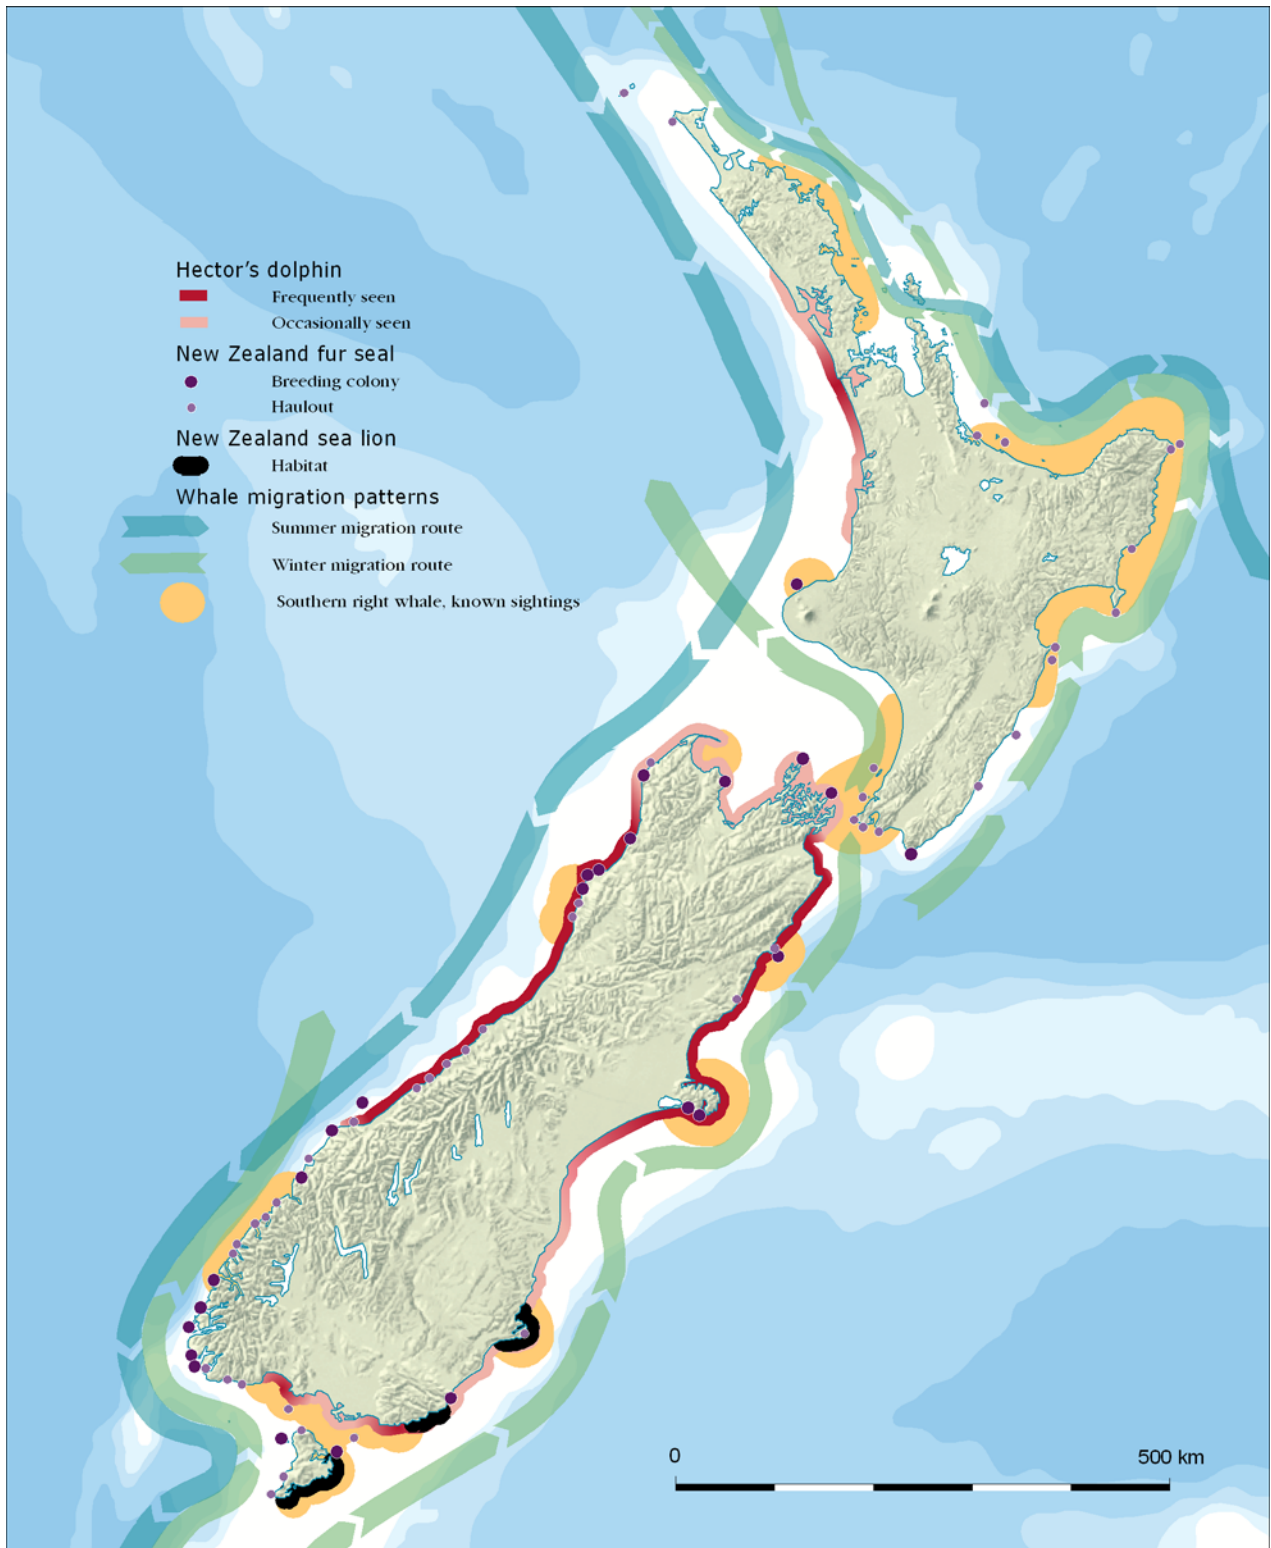 Hector's dolphin
Frequently seen
Occasionally seen
New Zealand fur seal
Breeding colony
Haulout
New Zealand sea lion
Habitat
Whale migration patterns
Summer migration route
Winter migration route
Southern right whale, known sightings
0 500 km